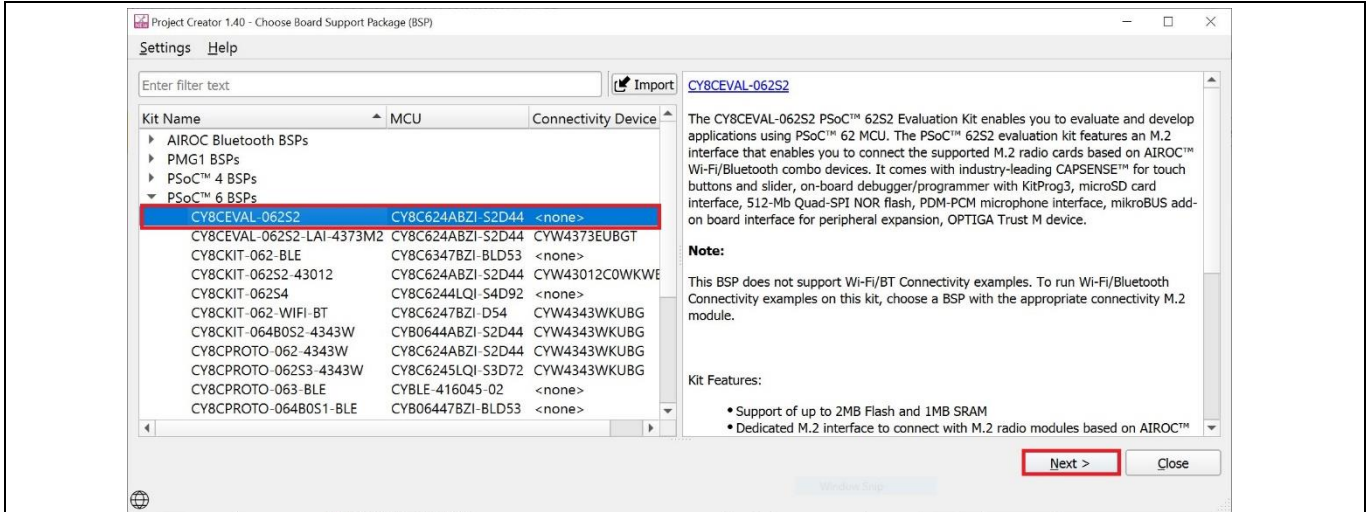 Project Creator 1.40 - Choose Board Support Package (BSP)
Settings Help
Enter filter text
Import
Kit Name MCU Connectivity Device
AIROC Bluetooth BSPs
PMG1 BSPs
PSoC™ 4 BSPs
PSoC™ 6 BSPs
CY8CEVAL-062S2 CY8C624ABZI-S2D44 <none>
CY8CEVAL-062S2-LAI-4373M2 CY8C624ABZI-S2D44 CYW4373EUBGT
CY8CKIT-062-BLE CY8C6347BZI-BLD53 <none>
CY8CKIT-062S2-43012 CY8C624ABZI-S2D44 CYW43012C0WKWE
CY8CKIT-062S4 CY8C6244LQI-S4D92 <none>
CY8CKIT-062-WIFI-BT CY8C6247BZI-D54 CYW4343WKUBG
CY8CKIT-064B0S2-4343W CYB0644ABZI-S2D44 CYW4343WKUBG
CY8CPROTO-062-4343W CY8C624ABZI-S2D44 CYW4343WKUBG
CY8CPROTO-062S3-4343W CY8C6245LQI-S3D72 CYW4343WKUBG
CY8CPROTO-063-BLE CYBLE-416045-02 <none>
CY8CPROTO-064B0S1-BLE CYB06447BZI-BLD53 <none>
CY8CEVAL-062S2
The CY8CEVAL-062S2 PSoC™ 62S2 Evaluation Kit enables you to evaluate and develop
applications using PSoC™ 62 MCU. The PSoC™ 62S2 evaluation kit features an M.2
interface that enables you to connect the supported M.2 radio cards based on AIROC™
Wi-Fi/Bluetooth combo devices. It comes with industry-leading CAPSENSE™ for touch
buttons and slider, on-board debugger/programmer with KitProg3, microSD card
interface, 512-Mb Quad-SPI NOR flash, PDM-PCM microphone interface, mikroBUS add-
on board interface for peripheral expansion, OPTIGA Trust M device.
Note:
This BSP does not support Wi-Fi/BT Connectivity examples. To run Wi-Fi/Bluetooth
Connectivity examples on this kit, choose a BSP with the appropriate connectivity M.2
module.
Kit Features:
• Support of up to 2MB Flash and 1MB SRAM
• Dedicated M.2 interface to connect with M.2 radio modules based on AIROC™
Next > Close